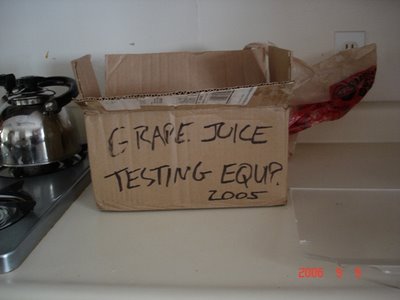 GRAPE JUICE
TESTING EQUIP.
2005
2006 9 9